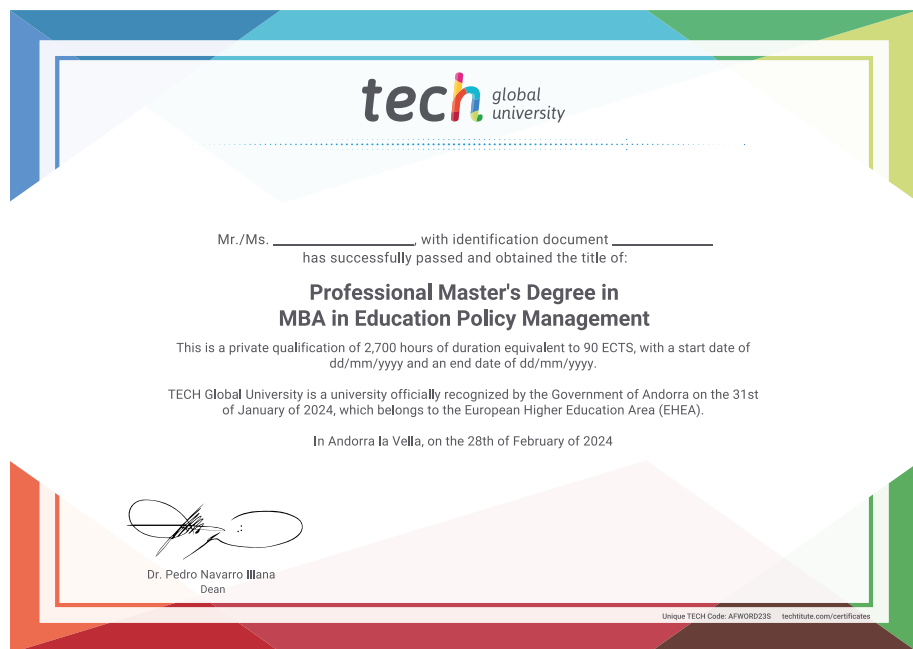 tech global university
Mr./Ms. ____________, with identification document ____________
has successfully passed and obtained the title of:
Professional Master's Degree in
MBA in Education Policy Management
This is a private qualification of 2,700 hours of duration equivalent to 90 ECTS, with a start date of
dd/mm/yyyy and an end date of dd/mm/yyyy.
TECH Global University is a university officially recognized by the Government of Andorra on the 31st
of January of 2024, which belongs to the European Higher Education Area (EHEA).
In Andorra la Vella, on the 28th of February of 2024
Dr. Pedro Navarro Illana
Dean
Unique TECH Code: AFWORD23S techtitute.com/certificates